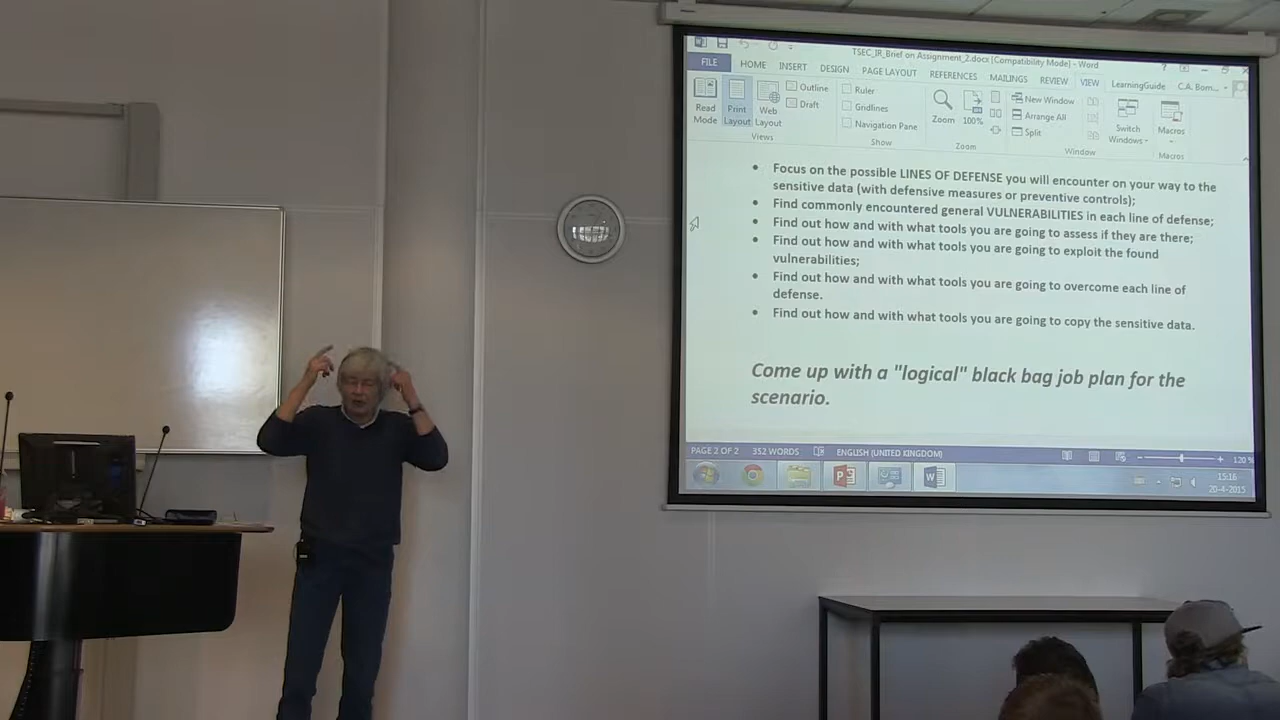 TSEC_IR_Brief on Assignment_2.docx [Compatibility Mode] - Word
FILE HOME INSERT DESIGN PAGE LAYOUT REFERENCES MAILINGS REVIEW VIEW LearningGuide C.A. Bom...
Read Mode
Print Layout
Web Layout
Outline
Draft
Views
Ruler
Gridlines
Navigation Pane
Show
Zoom
100%
Zoom
New Window
Arrange All
Split
Window
Switch Windows
Macros
Macros
• Focus on the possible LINES OF DEFENSE you will encounter on your way to the
sensitive data (with defensive measures or preventive controls);
• Find commonly encountered general VULNERABILITIES in each line of defense;
• Find out how and with what tools you are going to assess if they are there;
• Find out how and with what tools you are going to exploit the found
vulnerabilities;
• Find out how and with what tools you are going to overcome each line of
defense.
• Find out how and with what tools you are going to copy the sensitive data.
Come up with a "logical" black bag job plan for the
scenario.
PAGE 2 OF 2 352 WORDS ENGLISH (UNITED KINGDOM) 120 %
15:16
20-4-2015